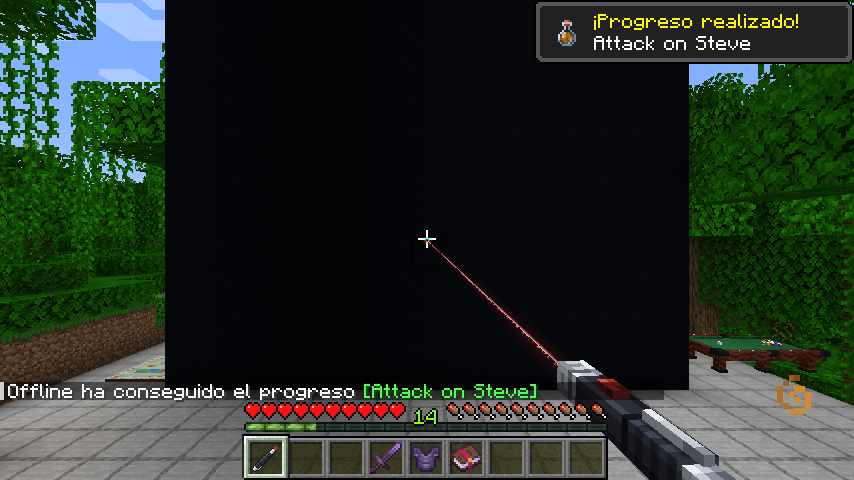 ¡Progreso realizado!
Attack on Steve
Offline ha conseguido el progreso [Attack on Steve]
14